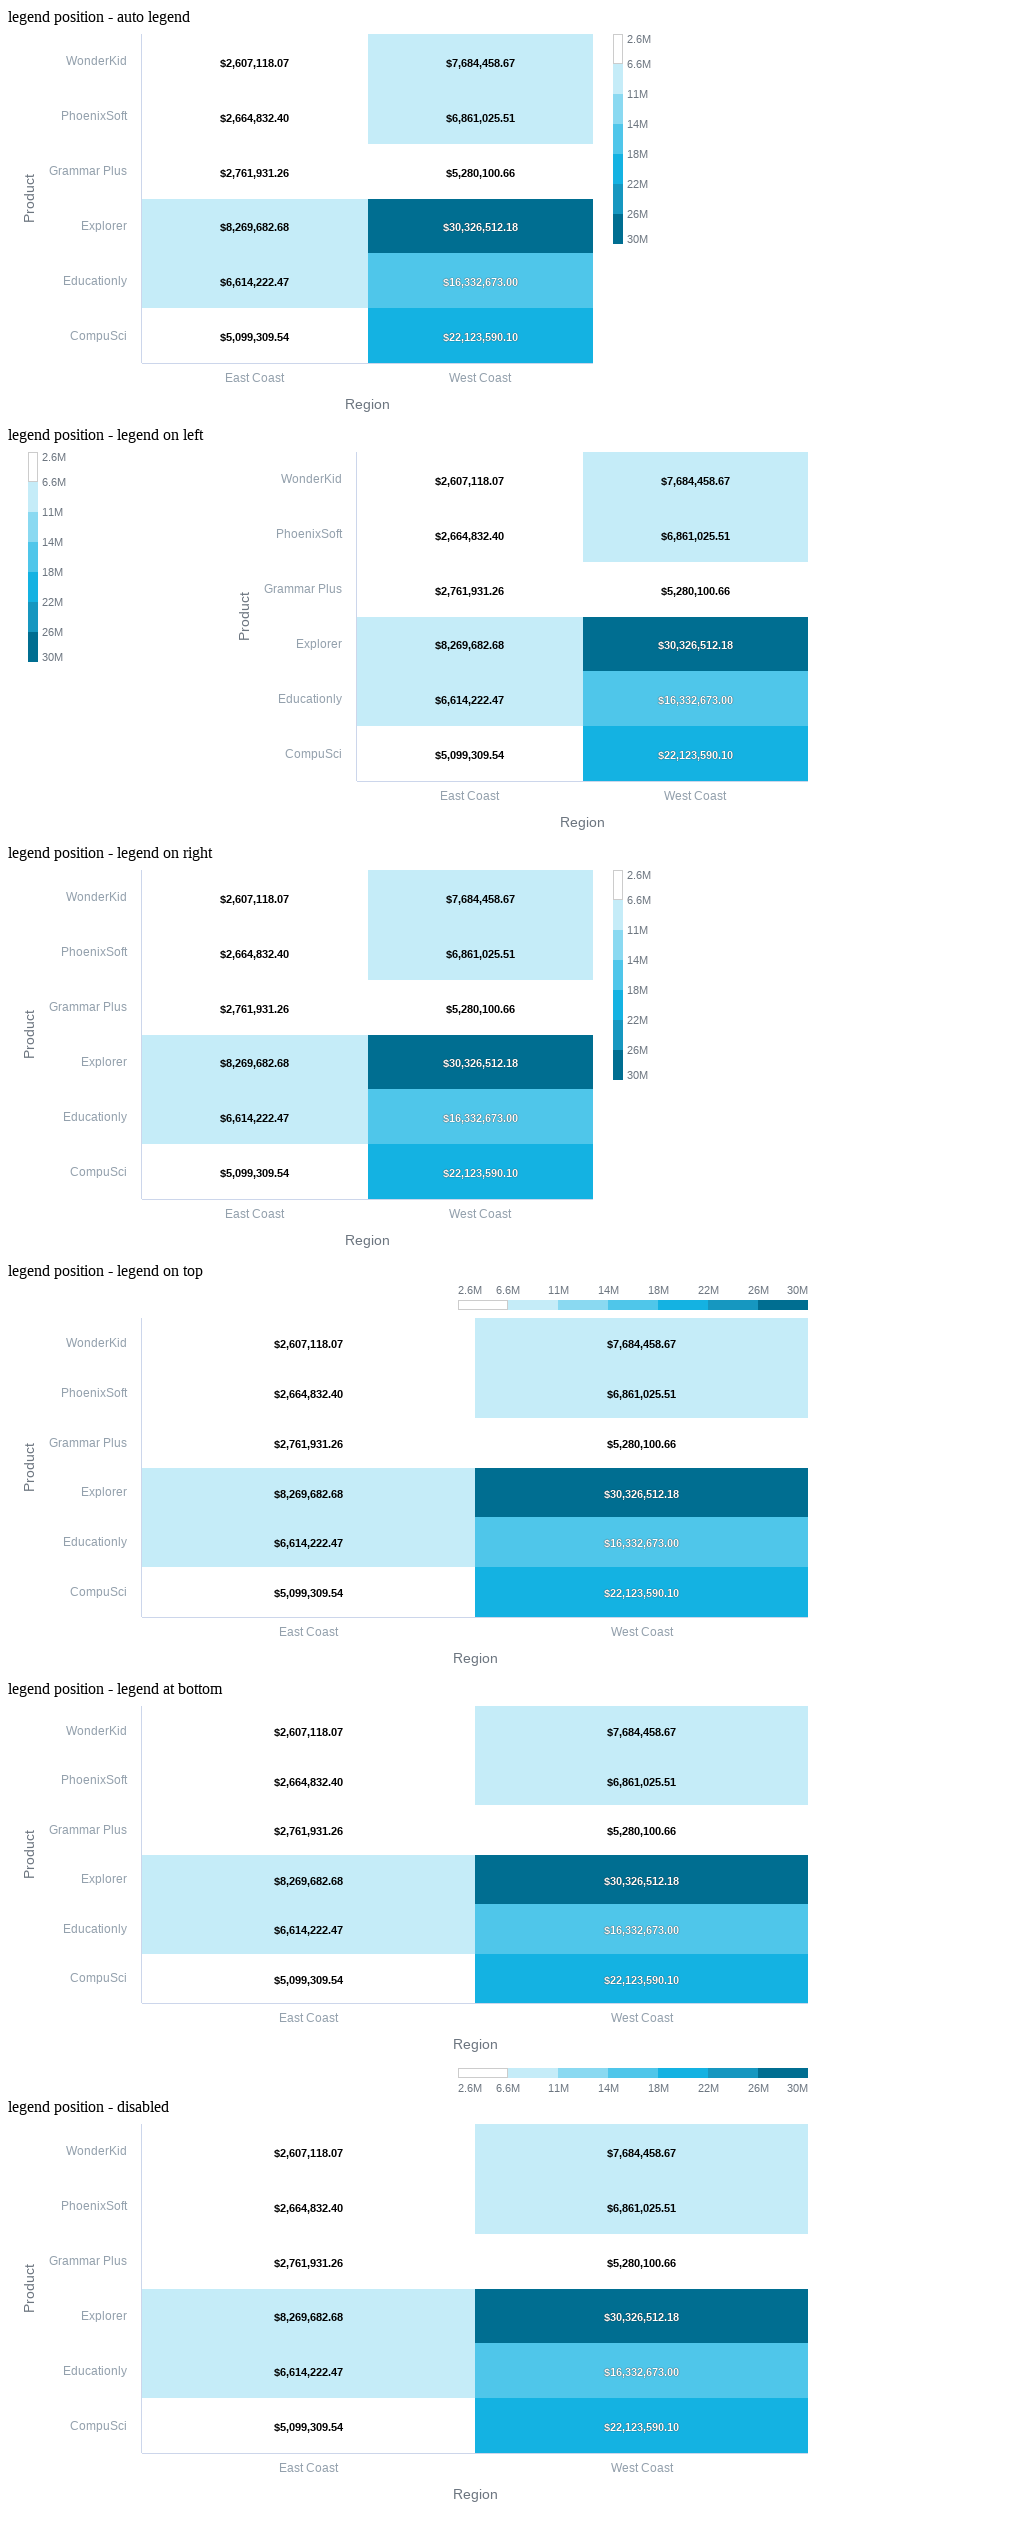 legend position - auto legend
WonderKid $2,607,118.07 $7,684,458.67 2.6M
6.6M
PhoenixSoft $2,664,832.40 $6,861,025.51 11M
14M
Grammar Plus $2,761,931.26 $5,280,100.66 18M
22M
Product
Explorer $8,269,682.68 $30,326,512.18 26M
30M
Educationly $6,614,222.47 $16,332,673.00
CompuSci $5,099,309.54 $22,123,590.10
East Coast West Coast
Region
legend position - legend on left
2.6M WonderKid $2,607,118.07 $7,684,458.67
6.6M
11M PhoenixSoft $2,664,832.40 $6,861,025.51
14M
18M Grammar Plus $2,761,931.26 $5,280,100.66
22M
Product
26M Explorer $8,269,682.68 $30,326,512.18
30M
Educationly $6,614,222.47 $16,332,673.00
CompuSci $5,099,309.54 $22,123,590.10
East Coast West Coast
Region
legend position - legend on right
WonderKid $2,607,118.07 $7,684,458.67 2.6M
6.6M
PhoenixSoft $2,664,832.40 $6,861,025.51 11M
14M
Grammar Plus $2,761,931.26 $5,280,100.66 18M
22M
Product
Explorer $8,269,682.68 $30,326,512.18 26M
30M
Educationly $6,614,222.47 $16,332,673.00
CompuSci $5,099,309.54 $22,123,590.10
East Coast West Coast
Region
legend position - legend on top
2.6M 6.6M 11M 14M 18M 22M 26M 30M
WonderKid $2,607,118.07 $7,684,458.67
PhoenixSoft $2,664,832.40 $6,861,025.51
Grammar Plus $2,761,931.26 $5,280,100.66
Product
Explorer $8,269,682.68 $30,326,512.18
Educationly $6,614,222.47 $16,332,673.00
CompuSci $5,099,309.54 $22,123,590.10
East Coast West Coast
Region
legend position - legend at bottom
WonderKid $2,607,118.07 $7,684,458.67
PhoenixSoft $2,664,832.40 $6,861,025.51
Grammar Plus $2,761,931.26 $5,280,100.66
Product
Explorer $8,269,682.68 $30,326,512.18
Educationly $6,614,222.47 $16,332,673.00
CompuSci $5,099,309.54 $22,123,590.10
East Coast West Coast
Region
2.6M 6.6M 11M 14M 18M 22M 26M 30M
legend position - disabled
WonderKid $2,607,118.07 $7,684,458.67
PhoenixSoft $2,664,832.40 $6,861,025.51
Grammar Plus $2,761,931.26 $5,280,100.66
Product
Explorer $8,269,682.68 $30,326,512.18
Educationly $6,614,222.47 $16,332,673.00
CompuSci $5,099,309.54 $22,123,590.10
East Coast West Coast
Region